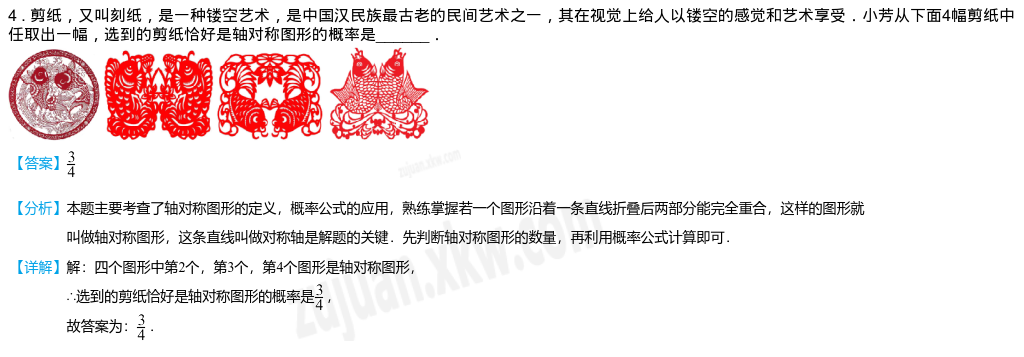 4．剪纸，又叫刻纸，是一种镂空艺术，是中国汉民族最古老的民间艺术之一，其在视觉上给人以镂空的感觉和艺术享受．小芳从下面4幅剪纸中
任取出一幅，选到的剪纸恰好是轴对称图形的概率是_______．
【答案】3/4
【分析】本题主要考查了轴对称图形的定义，概率公式的应用，熟练掌握若一个图形沿着一条直线折叠后两部分能完全重合，这样的图形就
叫做轴对称图形，这条直线叫做对称轴是解题的关键．先判断轴对称图形的数量，再利用概率公式计算即可．
【详解】解：四个图形中第2个，第3个，第4个图形是轴对称图形，
∴选到的剪纸恰好是轴对称图形的概率是3/4，
故答案为：3/4．
zujuan.xkw.com
zujuan.xkw.com